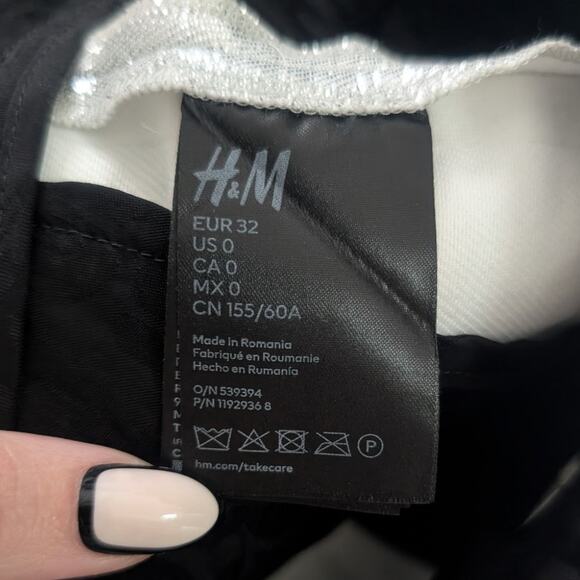 H&M
EUR 32
US 0
CA 0
MX 0
CN 155/60A
Made in Romania
Fabriqué en Roumanie
Hecho en Rumanía
O/N 539394
P/N 1192936 8
P
hm.com/takecare